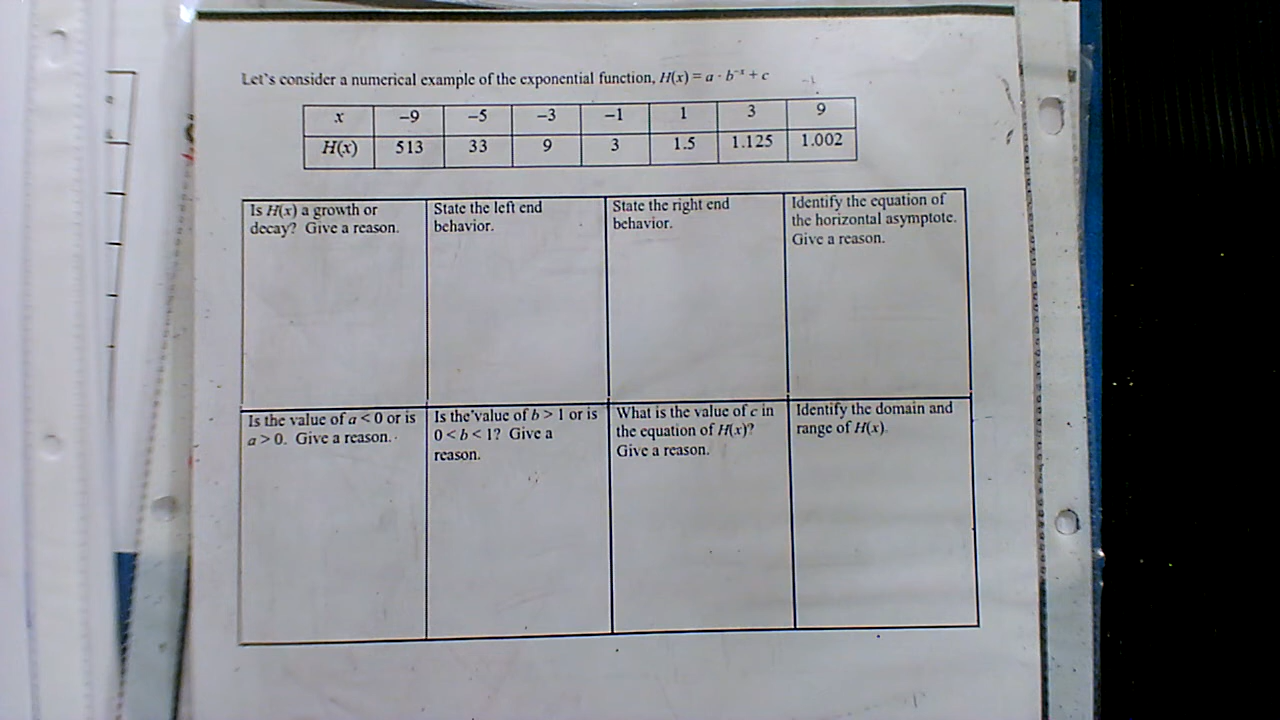 Let's consider a numerical example of the exponential function, H(x) = a · b⁻ˣ + c
x −9 −5 −3 −1 1 3 9
H(x) 513 33 9 3 1.5 1.125 1.002
Is H(x) a growth or
decay? Give a reason.
State the left end
behavior.
State the right end
behavior.
Identify the equation of
the horizontal asymptote.
Give a reason.
Is the value of a < 0 or is
a > 0. Give a reason.
Is the value of b > 1 or is
0 < b < 1? Give a
reason.
What is the value of c in
the equation of H(x)?
Give a reason.
Identify the domain and
range of H(x).